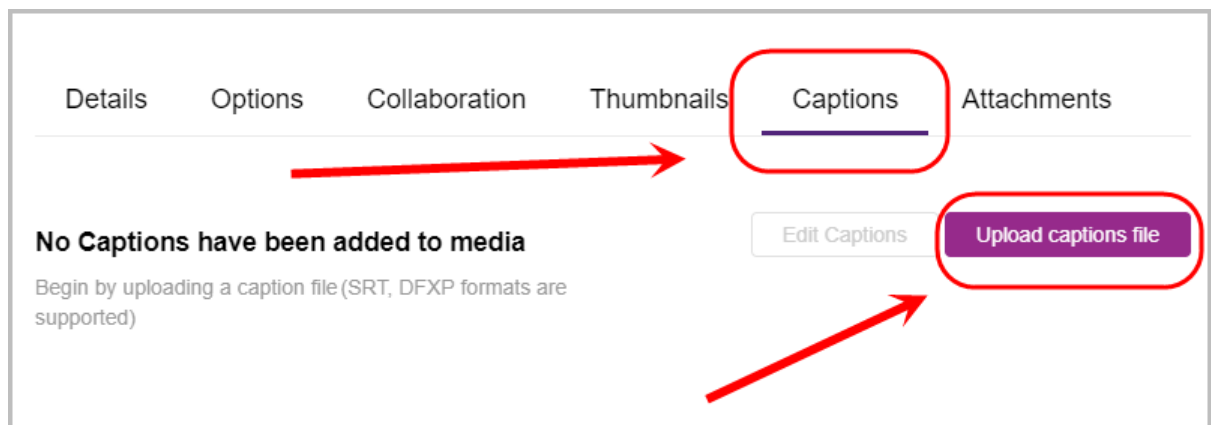 Details Options Collaboration Thumbnails Captions Attachments
No Captions have been added to media
Edit Captions Upload captions file
Begin by uploading a caption file (SRT, DFXP formats are
supported)